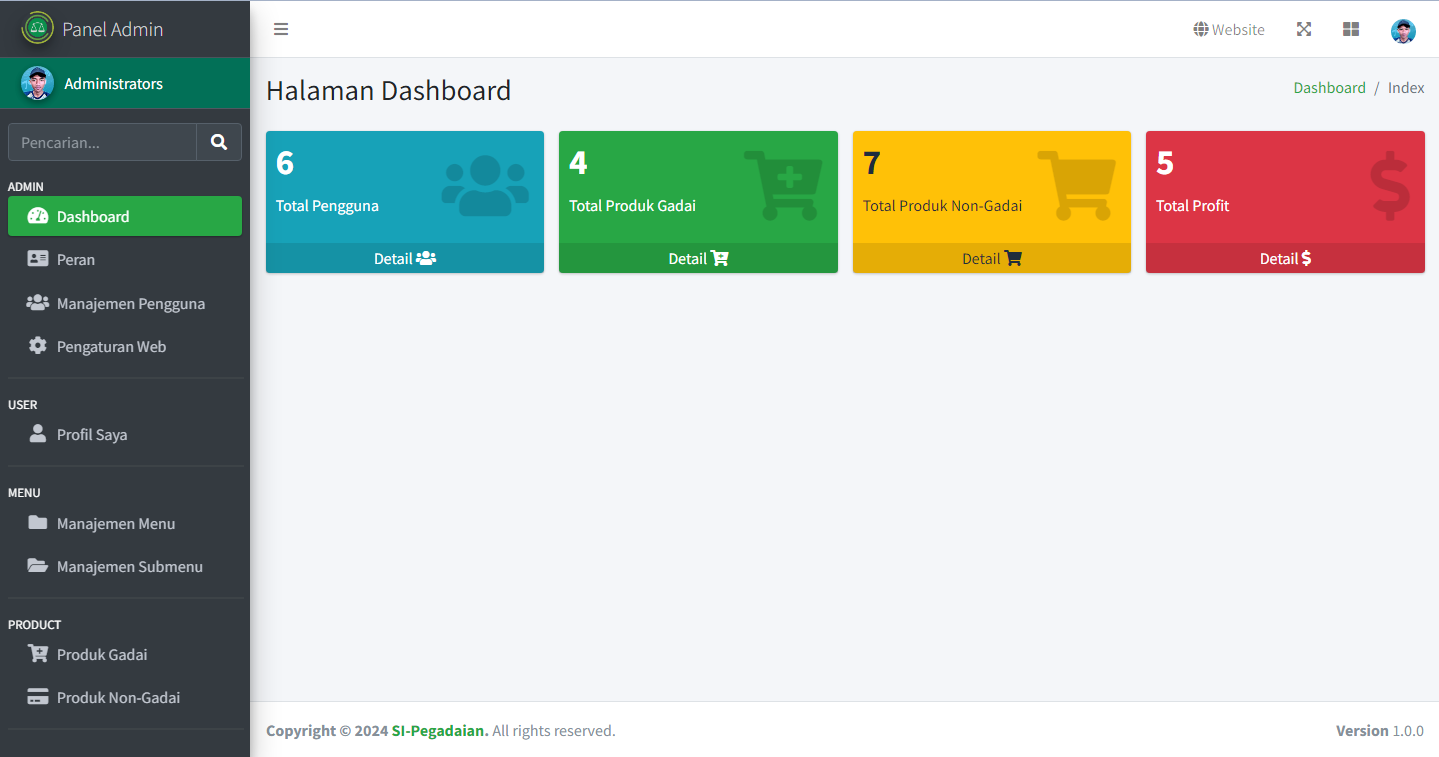 Panel Admin
Website
Administrators
Pencarian...
ADMIN
Dashboard
Peran
Manajemen Pengguna
Pengaturan Web
USER
Profil Saya
MENU
Manajemen Menu
Manajemen Submenu
PRODUCT
Produk Gadai
Produk Non-Gadai
Halaman Dashboard
Dashboard / Index
6
Total Pengguna
Detail
4
Total Produk Gadai
Detail
7
Total Produk Non-Gadai
Detail
5
Total Profit
Detail
Copyright © 2024 SI-Pegadaian. All rights reserved.
Version 1.0.0